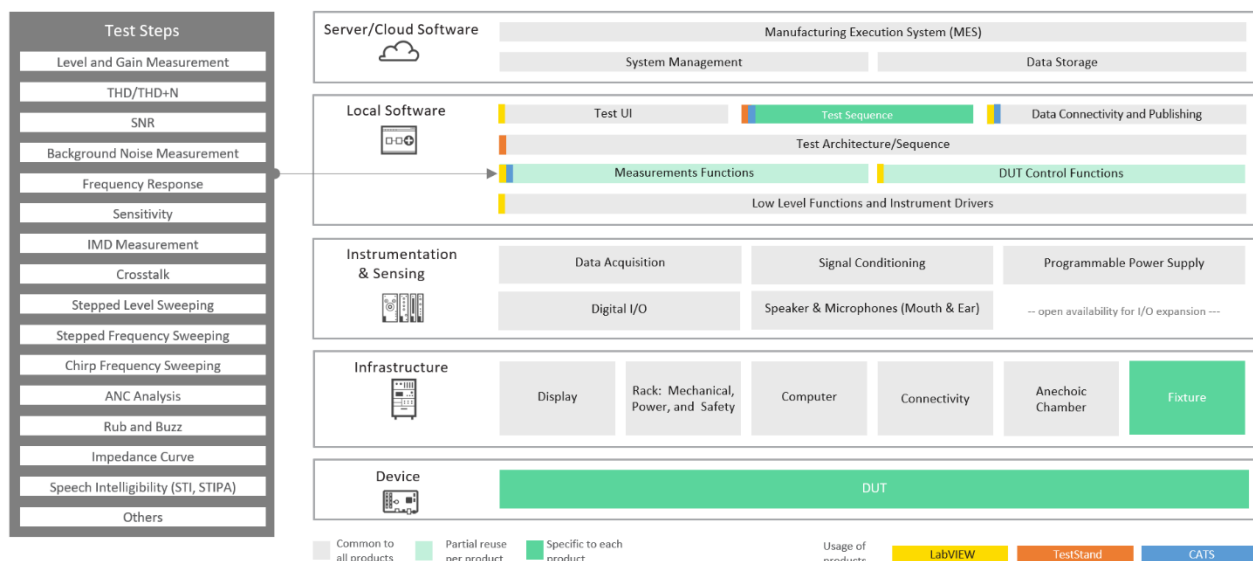 Test Steps
Level and Gain Measurement
THD/THD+N
SNR
Background Noise Measurement
Frequency Response
Sensitivity
IMD Measurement
Crosstalk
Stepped Level Sweeping
Stepped Frequency Sweeping
Chirp Frequency Sweeping
ANC Analysis
Rub and Buzz
Impedance Curve
Speech Intelligibility (STI, STIPA)
Others
Server/Cloud Software
Manufacturing Execution System (MES)
System Management
Data Storage
Local Software
Test UI
Test Sequence
Data Connectivity and Publishing
Test Architecture/Sequence
Measurements Functions
DUT Control Functions
Low Level Functions and Instrument Drivers
Instrumentation
& Sensing
Data Acquisition
Signal Conditioning
Programmable Power Supply
Digital I/O
Speaker & Microphones (Mouth & Ear)
-- open availability for I/O expansion ---
Infrastructure
Display
Rack: Mechanical,
Power, and Safety
Computer
Connectivity
Anechoic
Chamber
Fixture
Device
DUT
Common to
all products
Partial reuse
per product
Specific to each
product
Usage of
products
LabVIEW
TestStand
CATS